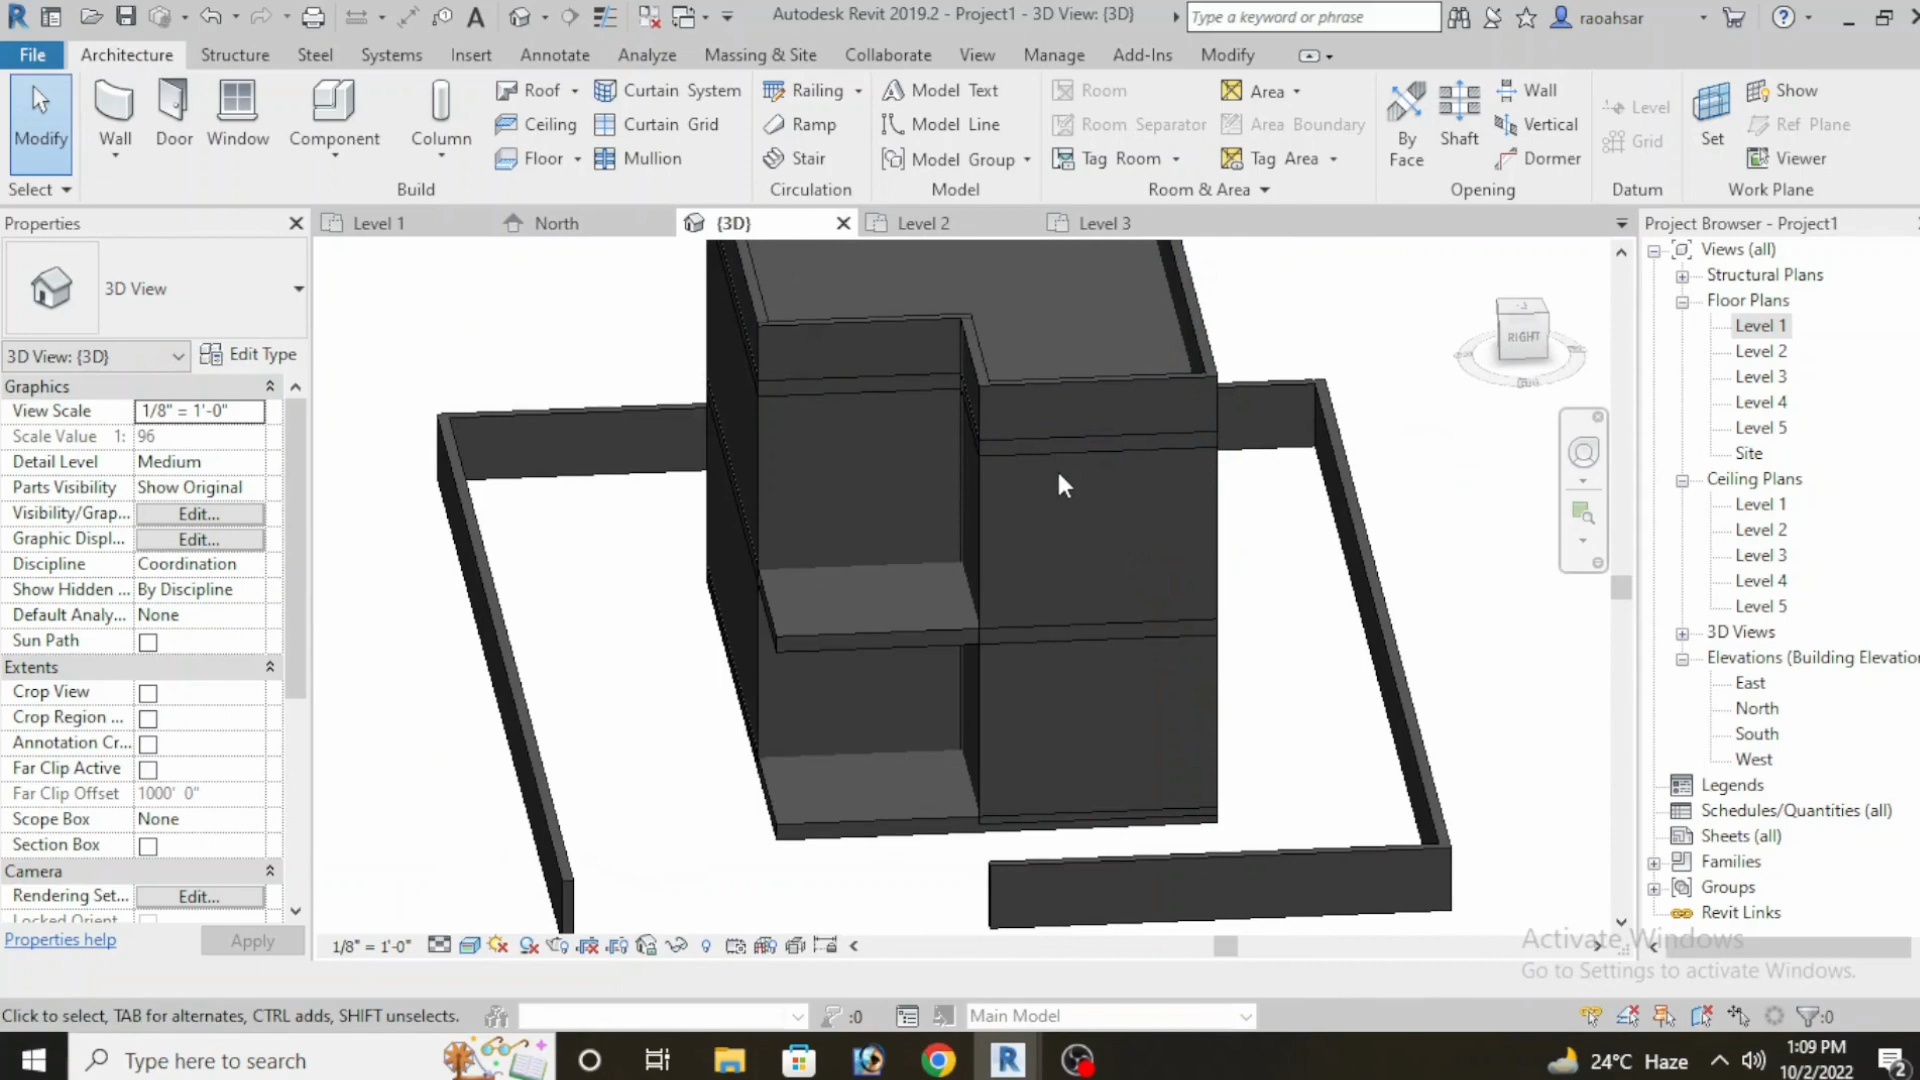 Autodesk Revit 2019.2 - Project1 - 3D View: {3D}
Type a keyword or phrase
raoahsar
File
Architecture
Structure
Steel
Systems
Insert
Annotate
Analyze
Massing & Site
Collaborate
View
Manage
Add-Ins
Modify
Modify
Wall
Door
Window
Component
Column
Roof
Ceiling
Floor
Curtain System
Curtain Grid
Mullion
Railing
Ramp
Stair
Model Text
Model Line
Model Group
Room
Room Separator
Tag Room
Area
Area Boundary
Tag Area
By Face
Shaft
Wall
Vertical
Dormer
Level
Grid
Set
Show
Ref Plane
Viewer
Select
Build
Circulation
Model
Room & Area
Opening
Datum
Work Plane
Properties
Level 1
North
{3D}
Level 2
Level 3
Project Browser - Project1
3D View
3D View: {3D}
Edit Type
Graphics
View Scale 1/8" = 1'-0"
Scale Value 1: 96
Detail Level Medium
Parts Visibility Show Original
Visibility/Grap... Edit...
Graphic Displ... Edit...
Discipline Coordination
Show Hidden ... By Discipline
Default Analy... None
Sun Path
Extents
Crop View
Crop Region ...
Annotation Cr...
Far Clip Active
Far Clip Offset 1000' 0"
Scope Box None
Section Box
Camera
Rendering Set... Edit...
Locked Orient
Properties help
Apply
RIGHT
Views (all)
Structural Plans
Floor Plans
Level 1
Level 2
Level 3
Level 4
Level 5
Site
Ceiling Plans
Level 1
Level 2
Level 3
Level 4
Level 5
3D Views
Elevations (Building Elevatio
East
North
South
West
Legends
Schedules/Quantities (all)
Sheets (all)
Families
Groups
Revit Links
1/8" = 1'-0"
Activate Windows
Go to Settings to activate Windows.
Click to select, TAB for alternates, CTRL adds, SHIFT unselects.
:0
Main Model
:0
Type here to search
24°C Haze
1:09 PM
10/2/2022
2